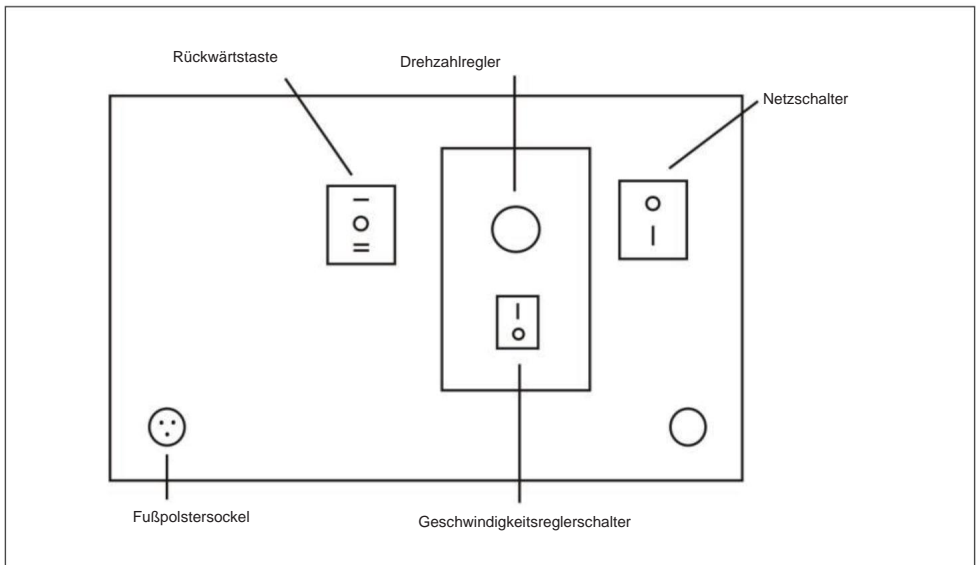 Rückwärtstaste
Drehzahlregler
Netzschalter
Fußpolstersockel
Geschwindigkeitsreglerschalter